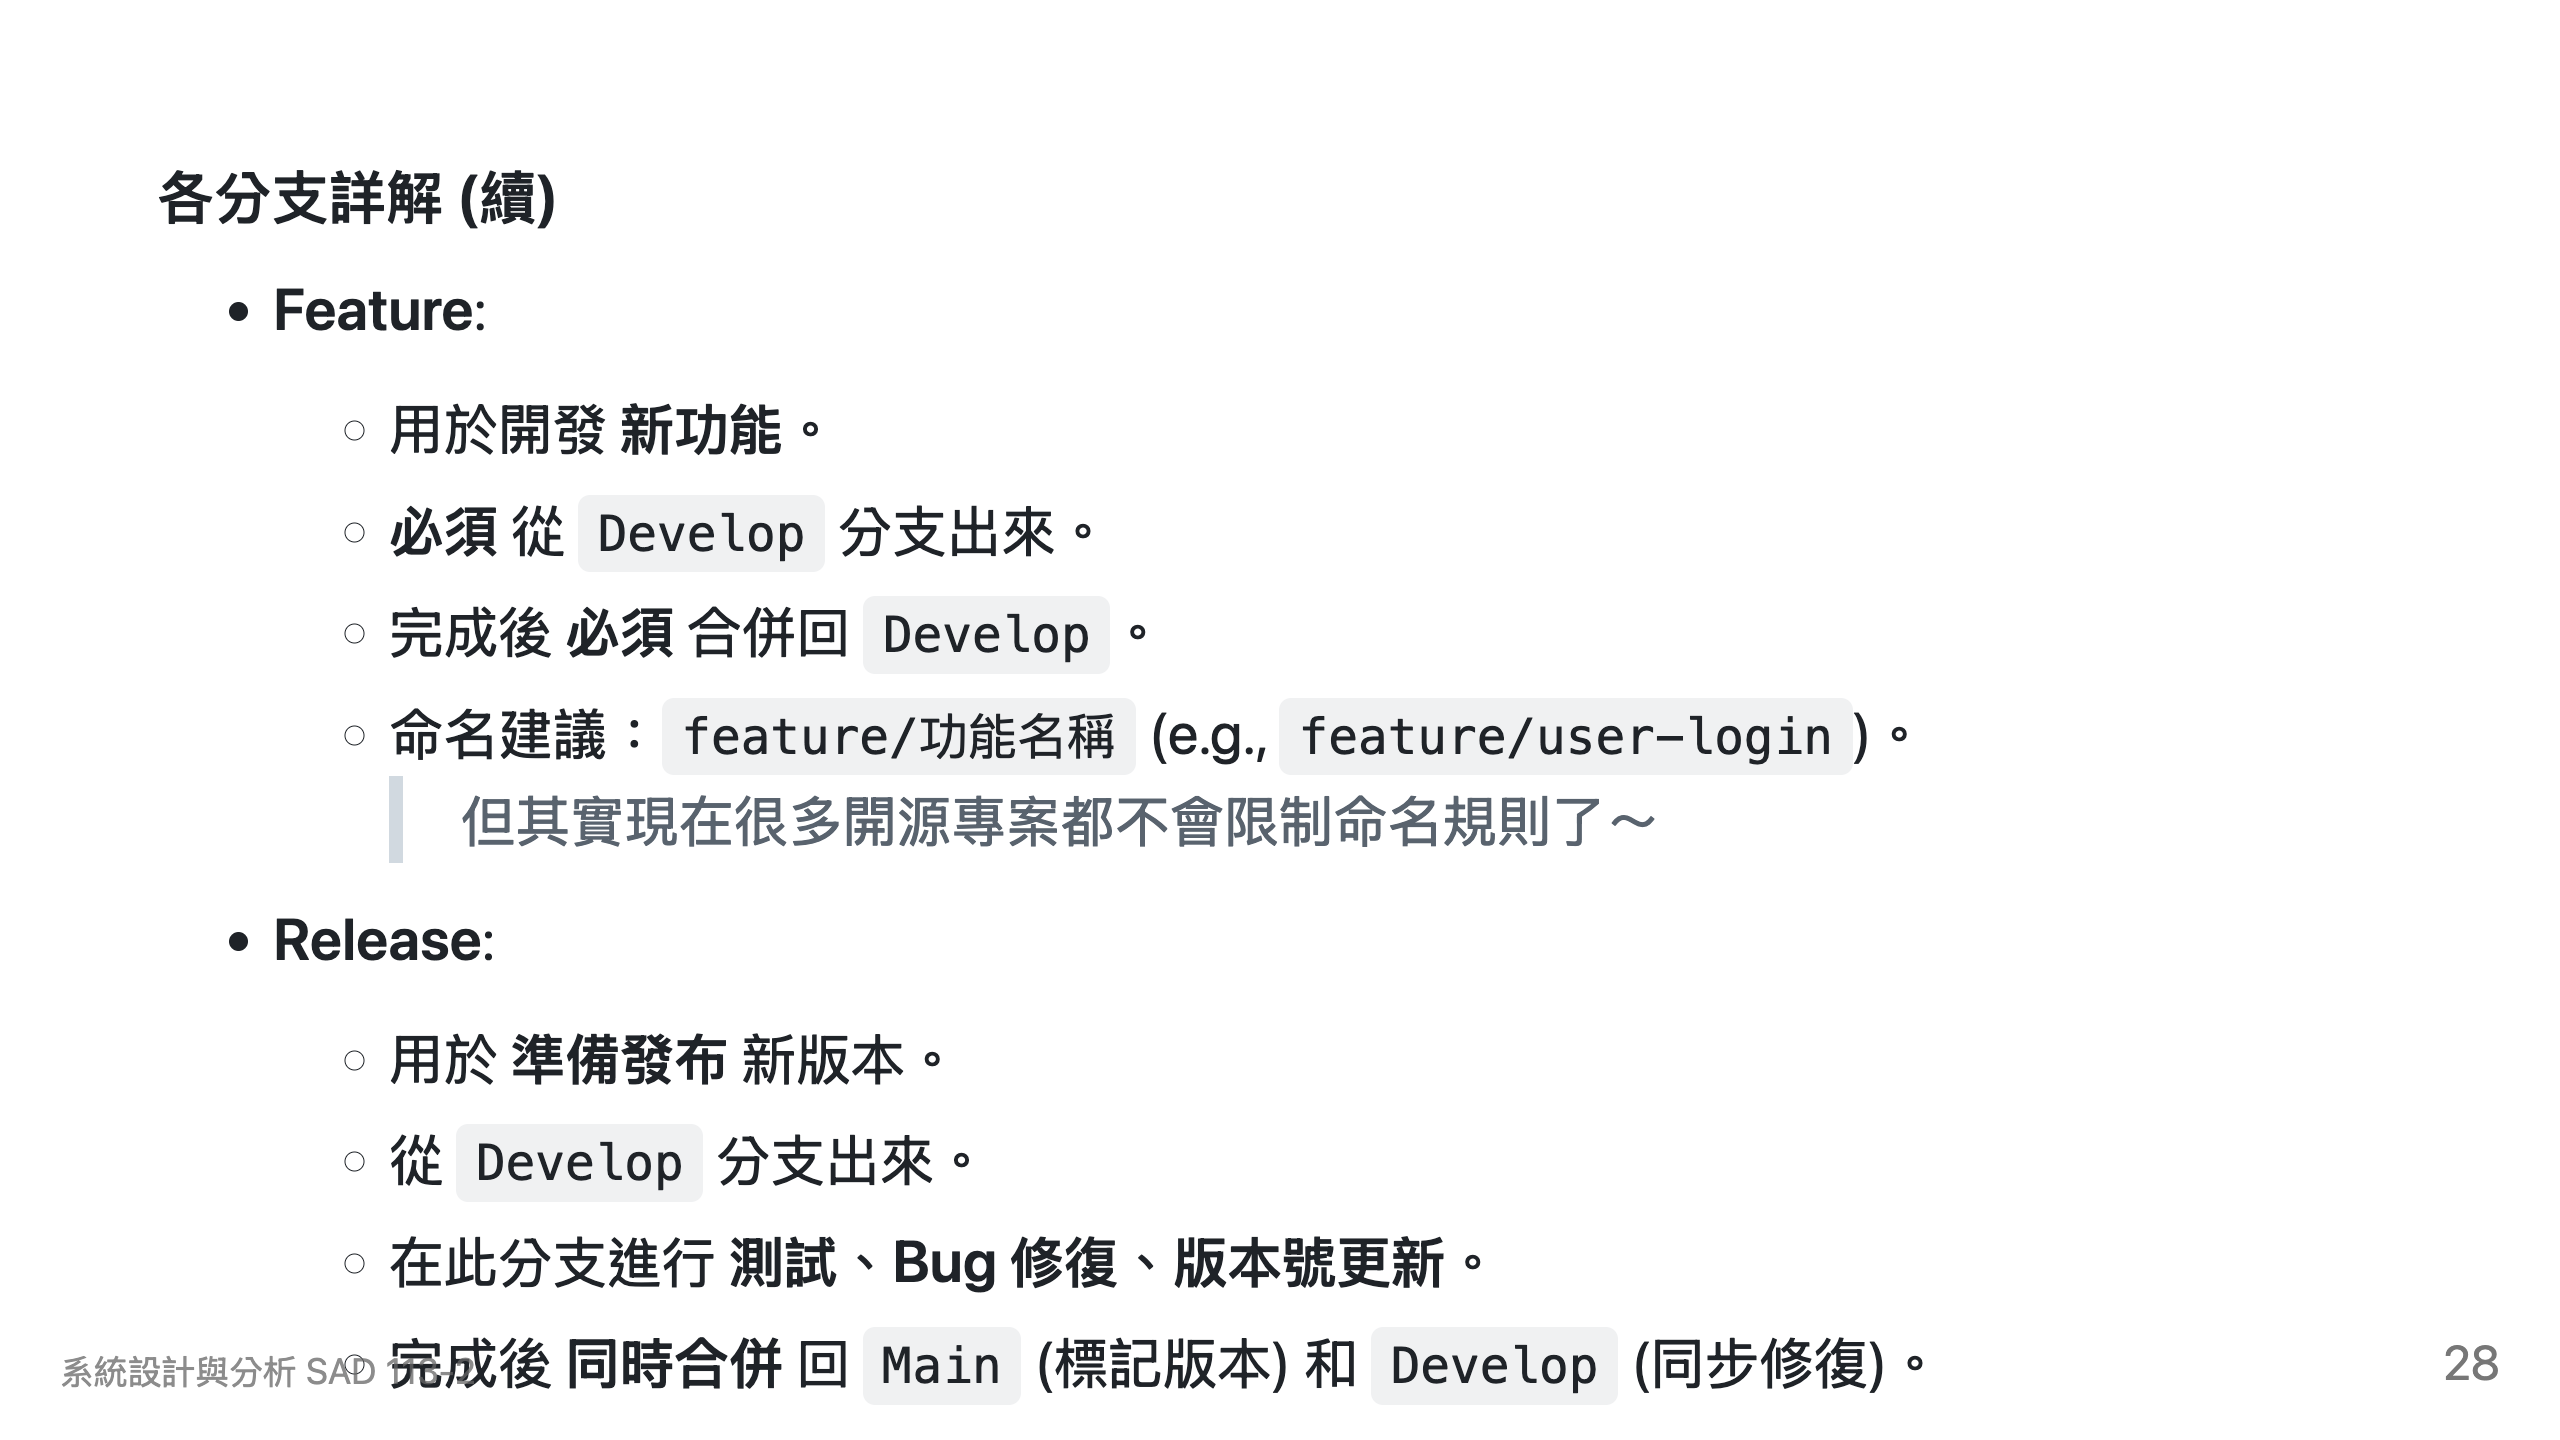 各分支詳解 (續)
Feature:
用於開發 新功能。
必須 從 Develop 分支出來。
完成後 必須 合併回 Develop 。
命名建議：feature/功能名稱 (e.g., feature/user-login)。
但其實現在很多開源專案都不會限制命名規則了～
Release:
用於 準備發布 新版本。
從 Develop 分支出來。
在此分支進行 測試、Bug 修復、版本號更新。
完成後 同時合併 回 Main (標記版本) 和 Develop (同步修復)。
系統設計與分析 SAD 113-2
28